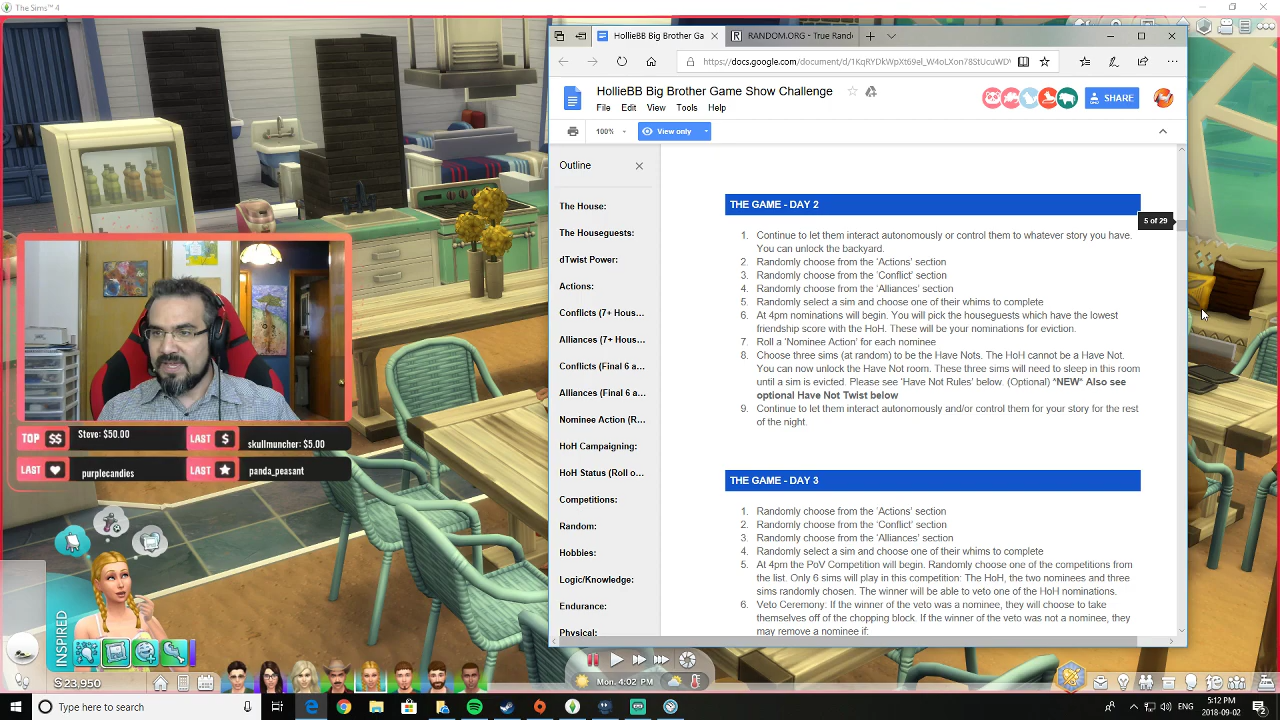 The Sims™ 4
HollieBB Big Brother Ga
RANDOM.ORG - True Rand
https://docs.google.com/document/d/1KqRYDkWpXt69el_W4oLXon78StUcuWD
HollieBB Big Brother Game Show Challenge
File Edit View Tools Help
SHARE
100%
View only
Outline
The House:
The Houseguests:
dTwist Power:
Actions:
Conflicts (7+ Hous...
Alliances (7+ Hous...
Conflicts (Final 6 a...
Alliances (Final 6 a...
Nominee Action (R...
HoH Campaigning:
HoH Status (Roll o...
Competitions:
Random:
Hobbies:
Logic/Knowledge:
Endurance:
Physical:
THE GAME - DAY 2
5 of 29
1. Continue to let them interact autonomously or control them to whatever story you have.
You can unlock the backyard.
2. Randomly choose from the 'Actions' section
3. Randomly choose from the 'Conflict' section
4. Randomly choose from the 'Alliances' section
5. Randomly select a sim and choose one of their whims to complete
6. At 4pm nominations will begin. You will pick the houseguests which have the lowest
friendship score with the HoH. These will be your nominations for eviction.
7. Roll a 'Nominee Action' for each nominee
8. Choose three sims (at random) to be the Have Nots. The HoH cannot be a Have Not.
You can now unlock the Have Not room. These three sims will need to sleep in this room
until a sim is evicted. Please see 'Have Not Rules' below. (Optional) *NEW* Also see
optional Have Not Twist below
9. Continue to let them interact autonomously and/or control them for your story for the rest
of the night.
THE GAME - DAY 3
1. Randomly choose from the 'Actions' section
2. Randomly choose from the 'Conflict' section
3. Randomly choose from the 'Alliances' section
4. Randomly select a sim and choose one of their whims to complete
5. At 4pm the PoV Competition will begin. Randomly choose one of the competitions from
the list. Only 6 sims will play in this competition: The HoH, the two nominees and three
sims randomly chosen. The winner will be able to veto one of the HoH nominations.
6. Veto Ceremony: If the winner of the veto was a nominee, they will choose to take
themselves off of the chopping block. If the winner of the veto was not a nominee, they
may remove a nominee if:
TOP $$ Steve: $50.00
LAST $ skullmuncher: $5.00
LAST purplecandies
LAST panda_peasant
INSPIRED
§23,950
Mon. 4:02 PM
Type here to search
ENG
5:12 PM
2018-09-02